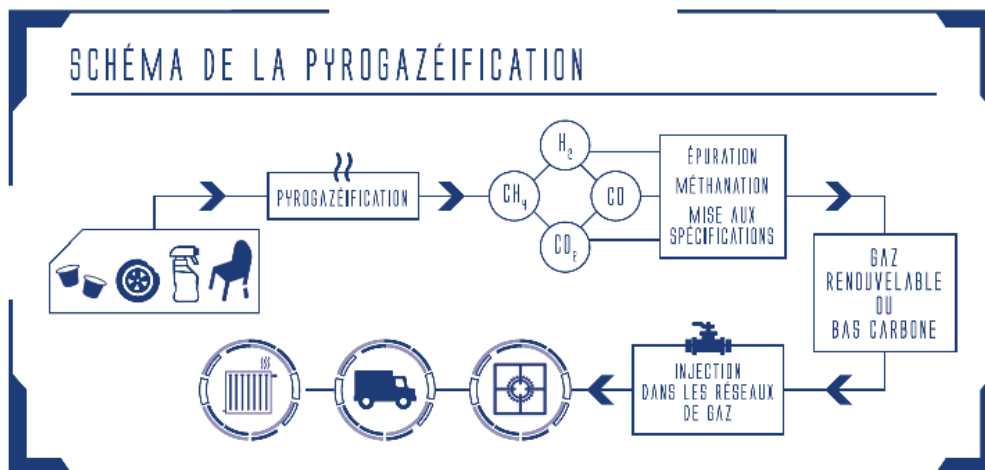 SCHÉMA DE LA PYROGAZÉIFICATION
PYROGAZÉIFICATION
H₂
CH₄
CO
CO₂
ÉPURATION
MÉTHANATION
MISE AUX
SPÉCIFICATIONS
GAZ
RENOUVELABLE
OU
BAS CARBONE
INJECTION
DANS LES RÉSEAUX
DE GAZ